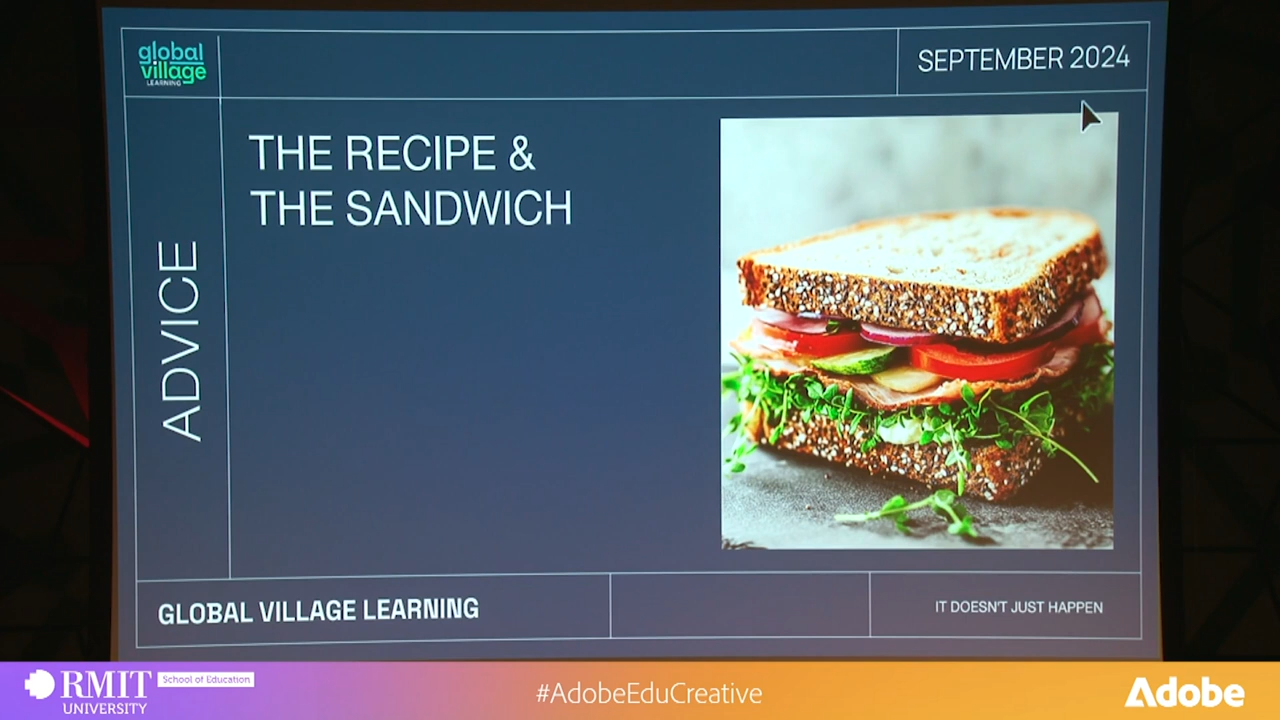 global
village
LEARNING
SEPTEMBER 2024
THE RECIPE &
THE SANDWICH
ADVICE
GLOBAL VILLAGE LEARNING
IT DOESN'T JUST HAPPEN
RMIT
UNIVERSITY
School of Education
#AdobeEduCreative
Adobe